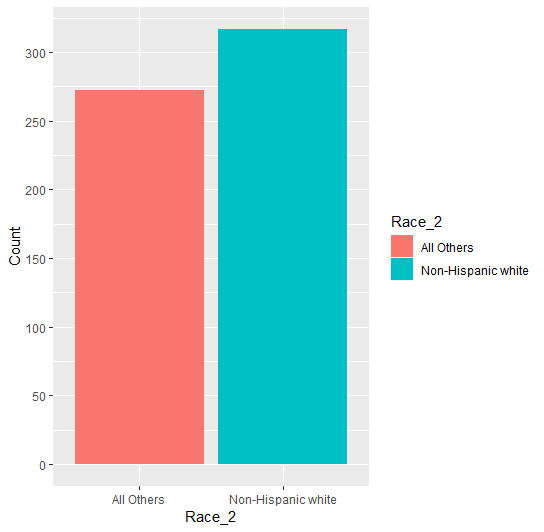 Count
300
250
200
150
100
50
0
All Others
Non-Hispanic white
Race_2
Race_2
All Others
Non-Hispanic white